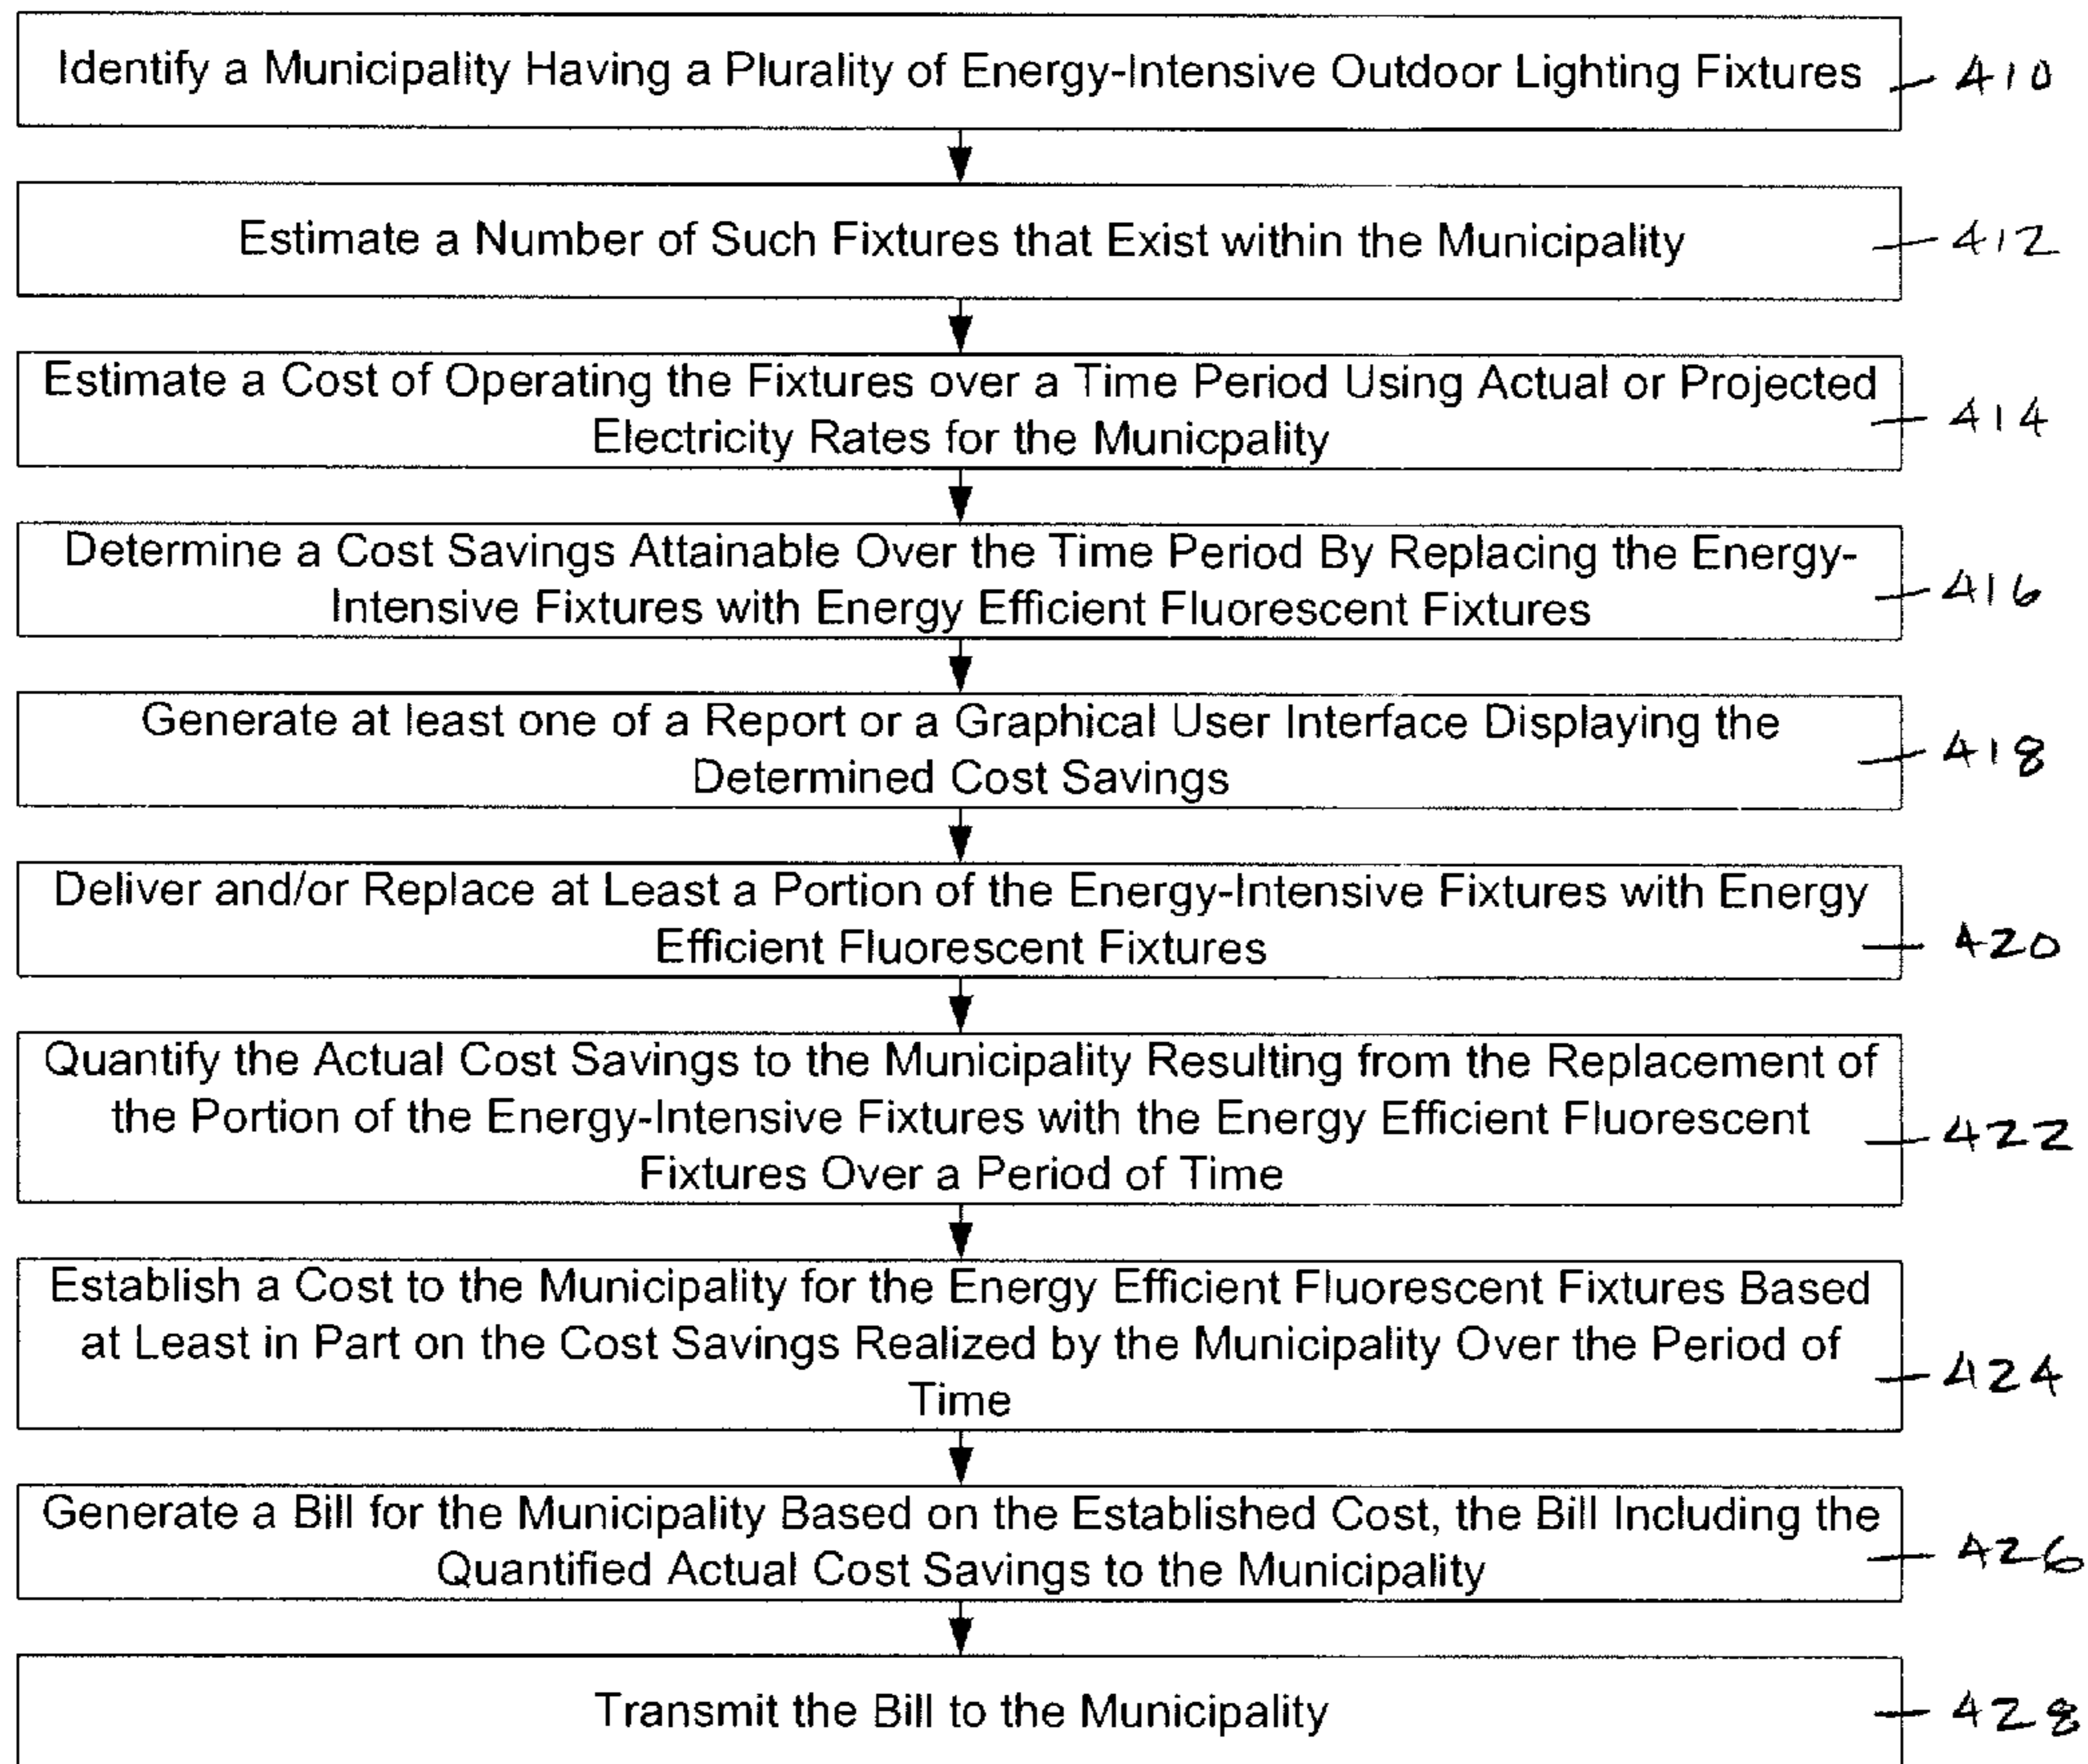 Identify a Municipality Having a Plurality of Energy-Intensive Outdoor Lighting Fixtures 410
Estimate a Number of Such Fixtures that Exist within the Municipality 412
Estimate a Cost of Operating the Fixtures over a Time Period Using Actual or Projected
Electricity Rates for the Municpality 414
Determine a Cost Savings Attainable Over the Time Period By Replacing the Energy-
Intensive Fixtures with Energy Efficient Fluorescent Fixtures 416
Generate at least one of a Report or a Graphical User Interface Displaying the
Determined Cost Savings 418
Deliver and/or Replace at Least a Portion of the Energy-Intensive Fixtures with Energy
Efficient Fluorescent Fixtures 420
Quantify the Actual Cost Savings to the Municipality Resulting from the Replacement of
the Portion of the Energy-Intensive Fixtures with the Energy Efficient Fluorescent 422
Fixtures Over a Period of Time
Establish a Cost to the Municipality for the Energy Efficient Fluorescent Fixtures Based
at Least in Part on the Cost Savings Realized by the Municipality Over the Period of
Time 424
Generate a Bill for the Municipality Based on the Established Cost, the Bill Including the
Quantified Actual Cost Savings to the Municipality 426
Transmit the Bill to the Municipality 428